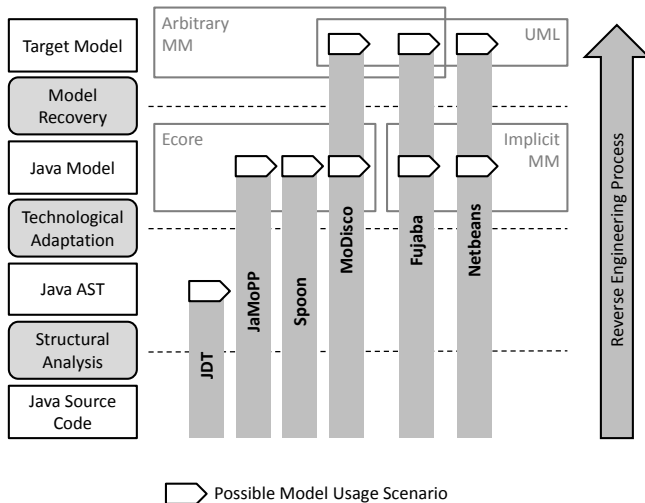 Arbitrary
MM
UML
Target Model
Model
Recovery
Ecore
Implicit
MM
Java Model
Technological
Adaptation
Java AST
Structural
Analysis
Java Source
Code
JDT
JaMoPP
Spoon
MoDisco
Fujaba
Netbeans
Reverse Engineering Process
Possible Model Usage Scenario